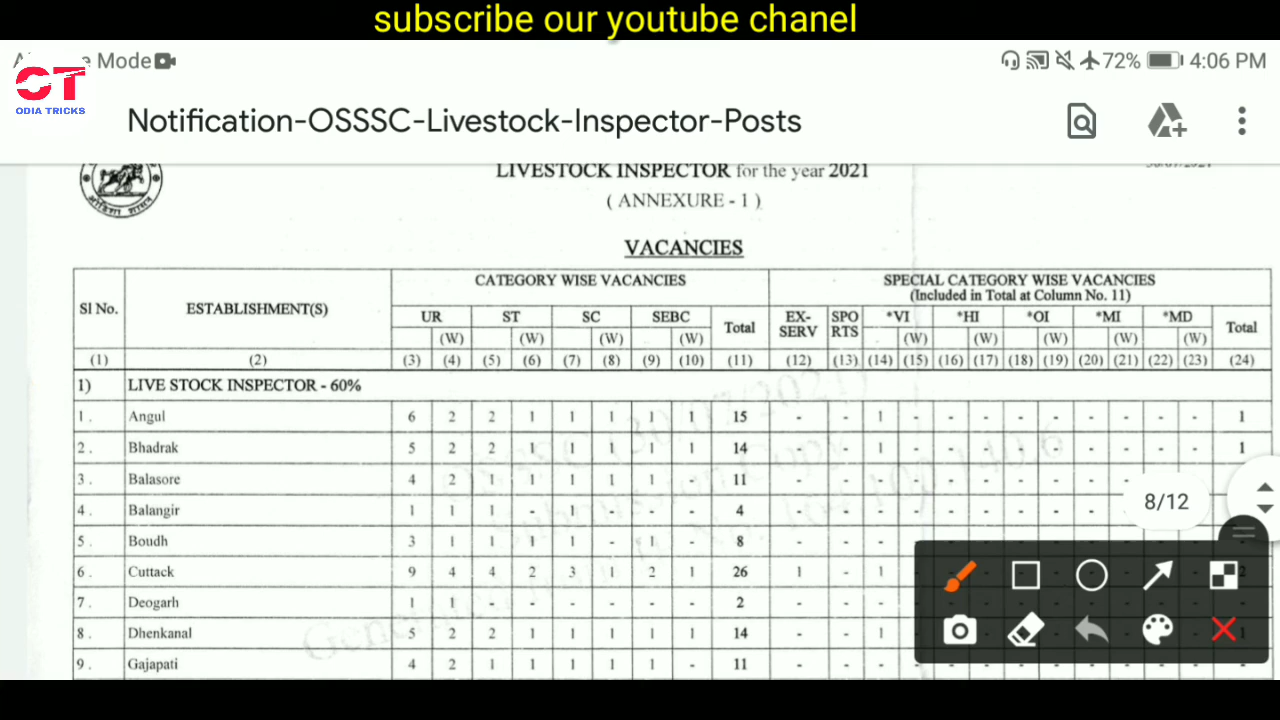 subscribe our youtube chanel
Mode 72% 4:06 PM
OT
ODIA TRICKS
Notification-OSSSC-Livestock-Inspector-Posts
LIVESTOCK INSPECTOR for the year 2021
( ANNEXURE - 1 )
VACANCIES
Sl No. ESTABLISHMENT(S) CATEGORY WISE VACANCIES SPECIAL CATEGORY WISE VACANCIES
(Included in Total at Column No. 11)
UR ST SC SEBC Total EX-SERV SPORTS *VI *HI *OI *MI *MD Total
(W) (W) (W) (W) (W) (W) (W) (W) (W)
(1) (2) (3) (4) (5) (6) (7) (8) (9) (10) (11) (12) (13) (14) (15) (16) (17) (18) (19) (20) (21) (22) (23) (24)
1) LIVE STOCK INSPECTOR - 60%
1. Angul 6 2 2 1 1 1 1 1 15 - - 1 - - - - - - - - - 1
2. Bhadrak 5 2 2 1 1 1 1 1 14 - - 1 - - - - - - - - - 1
3. Balasore 4 2 1 1 1 1 11 - - - - - - - - -
4. Balangir 1 1 1 - 1 - - - 4 - - - - - - - - -
8/12
5. Boudh 3 1 1 1 1 - 1 - 8 - - -
6. Cuttack 9 4 4 2 3 1 2 1 26 1 - 1
7. Deogarh 1 1 - - - - - - 2 - - -
8. Dhenkanal 5 2 2 1 1 1 1 1 14 - - 1
9. Gajapati 4 2 1 1 1 1 1 - 11 - - - - - - - - - - - - -